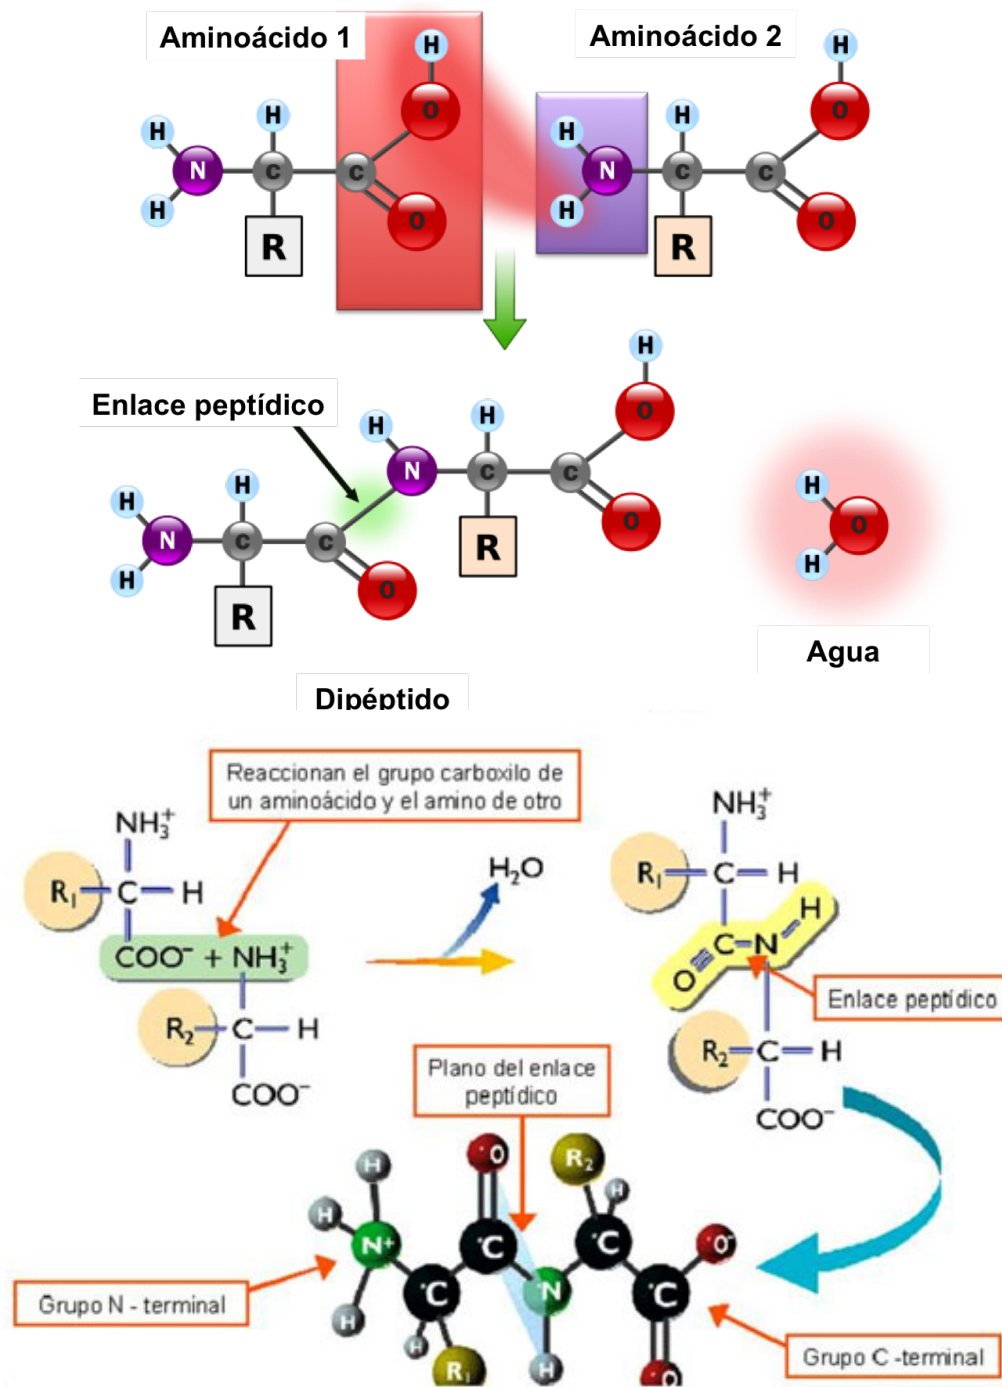 Aminoácido 1
Aminoácido 2
H
H
H
H
O
H
H
O
H
N
C
C
H
N
C
C
H
O
H
O
R
R
H
Enlace peptídico
O
H
H
N
C
C
H
H
H
O
O
N
C
C
R
H
H
O
R
Agua
Dipéptido
Reaccionan el grupo carboxilo de
un aminoácido y el amino de otro
NH₃⁺
R₁ C H
COO⁻ + NH₃⁺
R₂ C H
COO⁻
H₂O
NH₃⁺
R₁ C H
H
C N
O
Enlace peptídico
R₂ C H
COO⁻
Plano del enlace
peptídico
O
R₂
H
H
H
N⁺
C
C
O⁻
C
N
C
H
H
R₁
H
O
Grupo N - terminal
Grupo C -terminal